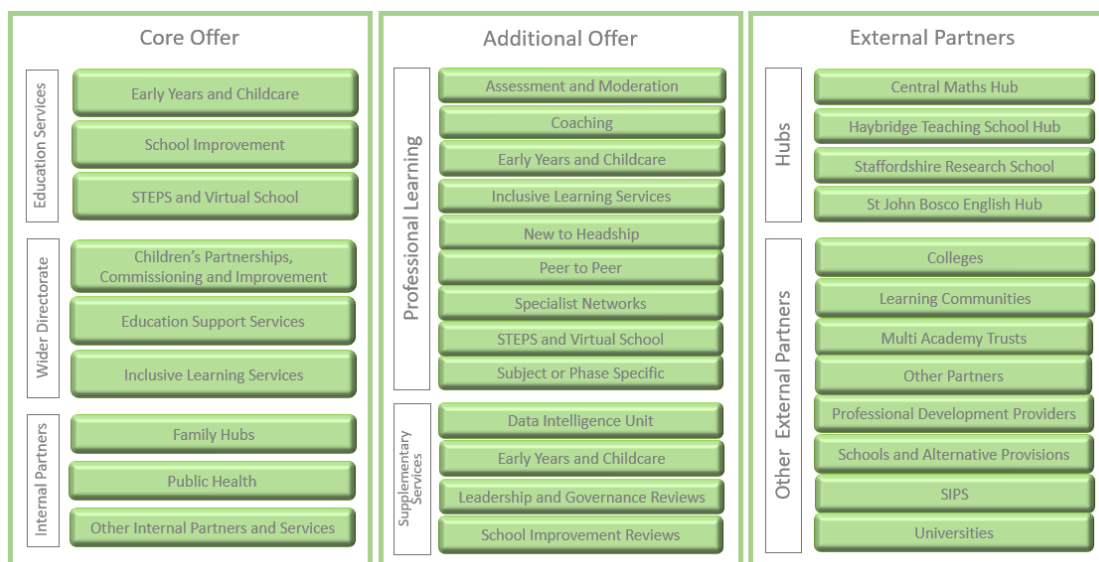 Core Offer
Education Services
Early Years and Childcare
School Improvement
STEPS and Virtual School
Wider Directorate
Children's Partnerships,
Commissioning and Improvement
Education Support Services
Inclusive Learning Services
Internal Partners
Family Hubs
Public Health
Other Internal Partners and Services
Additional Offer
Professional Learning
Assessment and Moderation
Coaching
Early Years and Childcare
Inclusive Learning Services
New to Headship
Peer to Peer
Specialist Networks
STEPS and Virtual School
Subject or Phase Specific
Supplementary
Services
Data Intelligence Unit
Early Years and Childcare
Leadership and Governance Reviews
School Improvement Reviews
External Partners
Hubs
Central Maths Hub
Haybridge Teaching School Hub
Staffordshire Research School
St John Bosco English Hub
Other External Partners
Colleges
Learning Communities
Multi Academy Trusts
Other Partners
Professional Development Providers
Schools and Alternative Provisions
SIPS
Universities